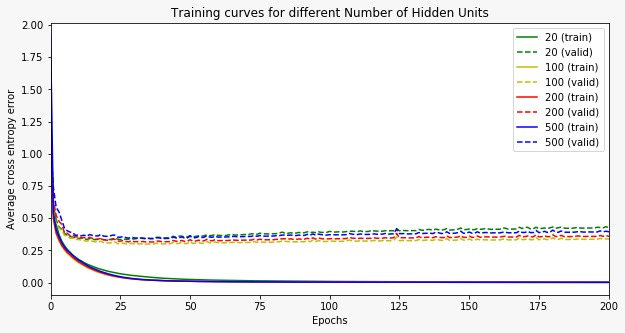 Training curves for different Number of Hidden Units
Average cross entropy error
2.00
1.75
1.50
1.25
1.00
0.75
0.50
0.25
0.00
20 (train)
20 (valid)
100 (train)
100 (valid)
200 (train)
200 (valid)
500 (train)
500 (valid)
0
25
50
75
100
125
150
175
200
Epochs